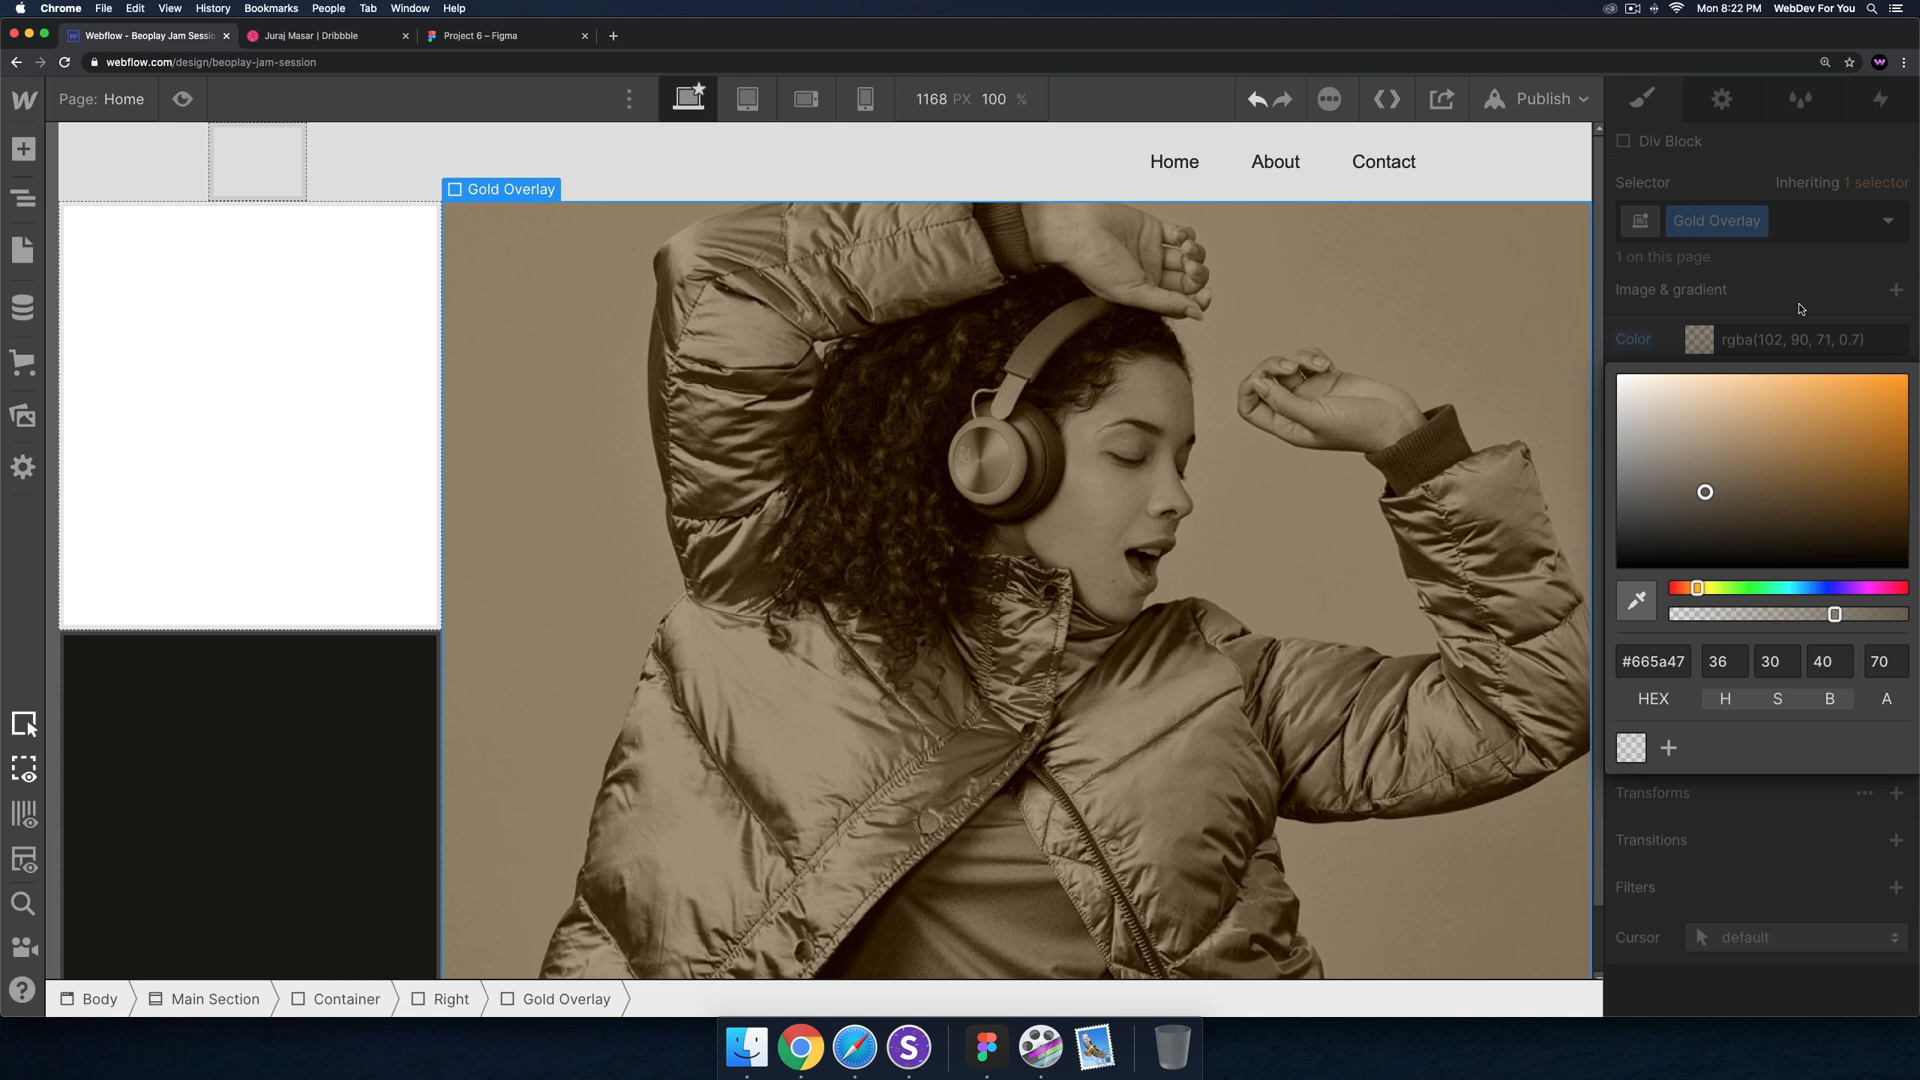 Chrome File Edit View History Bookmarks People Tab Window Help
Mon 8:22 PM WebDev For You
Webflow - Beoplay Jam Sessio
Juraj Masar | Dribbble
Project 6 – Figma
webflow.com/design/beoplay-jam-session
Page: Home
1168 PX 100 %
Publish
Home About Contact
Gold Overlay
Div Block
Selector
Inheriting 1 selector
Gold Overlay
1 on this page
Image & gradient
Color
rgba(102, 90, 71, 0.7)
#665a47 36 30 40 70
HEX H S B A
Transforms
Transitions
Filters
Cursor
default
Body Main Section Container Right Gold Overlay